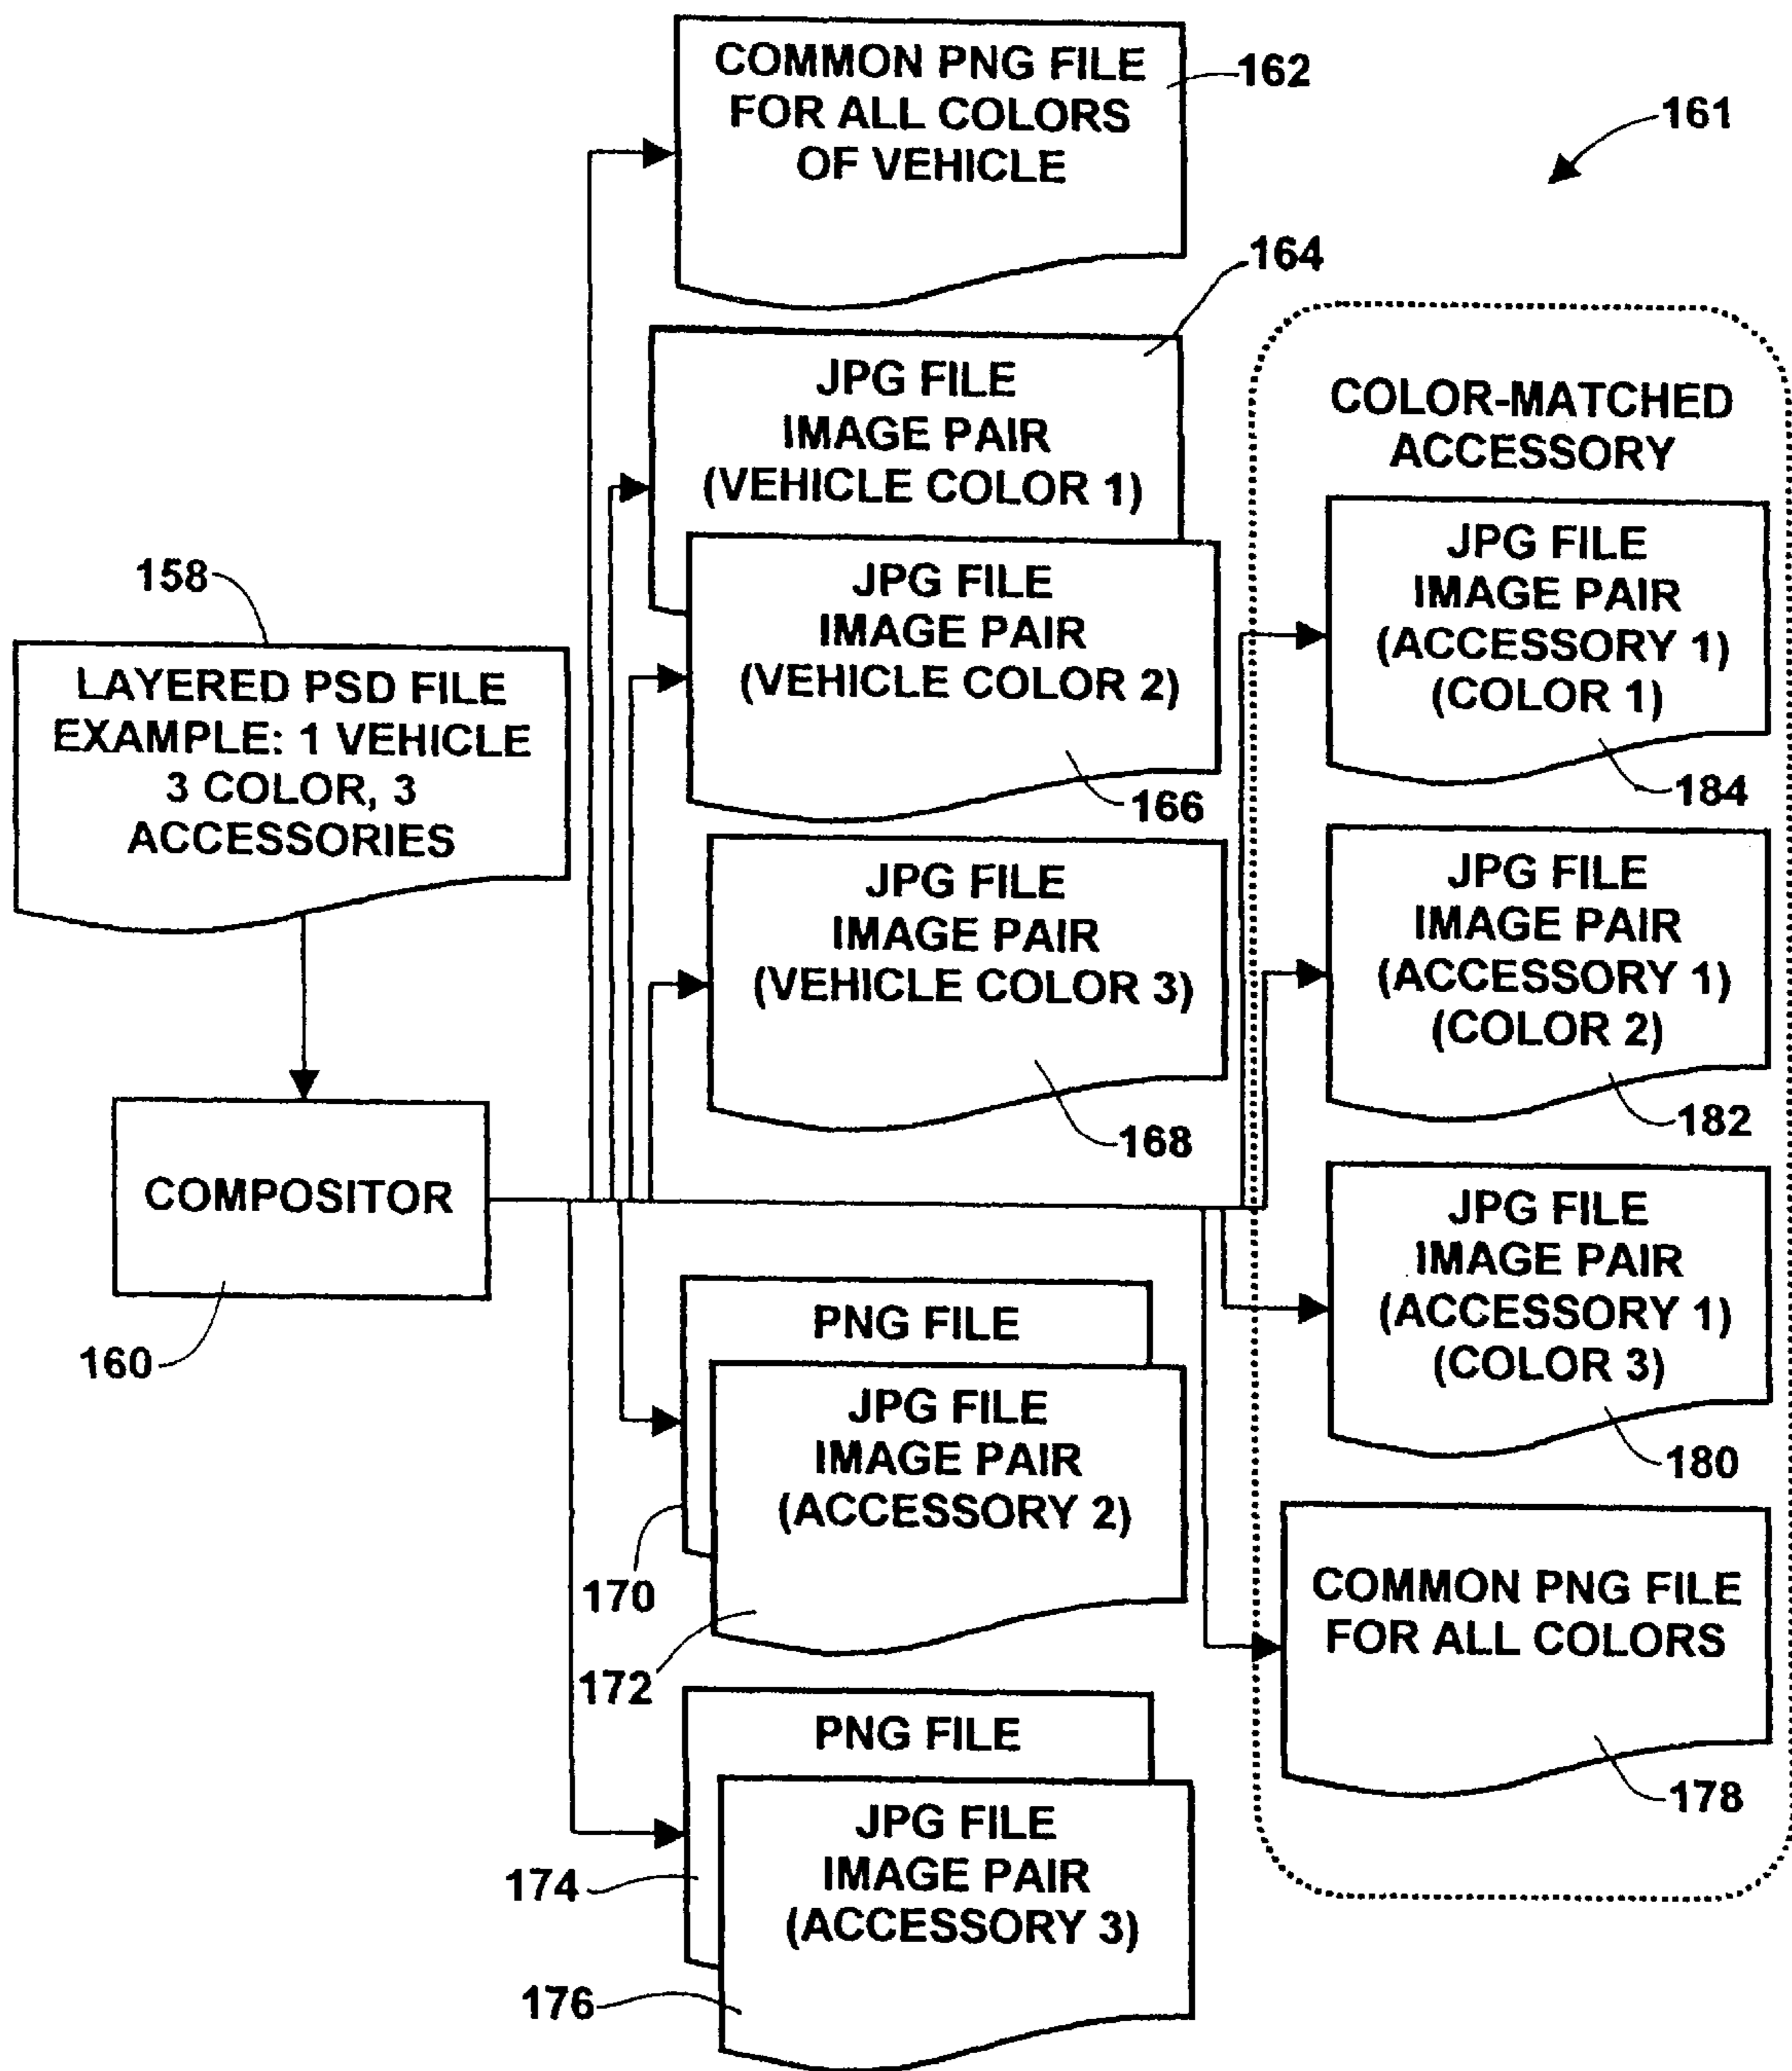 COMMON PNG FILE
FOR ALL COLORS
OF VEHICLE
162
161
164
JPG FILE
IMAGE PAIR
(VEHICLE COLOR 1)
JPG FILE
IMAGE PAIR
(VEHICLE COLOR 2)
166
JPG FILE
IMAGE PAIR
(VEHICLE COLOR 3)
168
158
LAYERED PSD FILE
EXAMPLE: 1 VEHICLE
3 COLOR, 3
ACCESSORIES
COMPOSITOR
160
PNG FILE
JPG FILE
IMAGE PAIR
(ACCESSORY 2)
170
172
PNG FILE
JPG FILE
IMAGE PAIR
(ACCESSORY 3)
174
176
COLOR-MATCHED
ACCESSORY
JPG FILE
IMAGE PAIR
(ACCESSORY 1)
(COLOR 1)
184
JPG FILE
IMAGE PAIR
(ACCESSORY 1)
(COLOR 2)
182
JPG FILE
IMAGE PAIR
(ACCESSORY 1)
(COLOR 3)
180
COMMON PNG FILE
FOR ALL COLORS
178